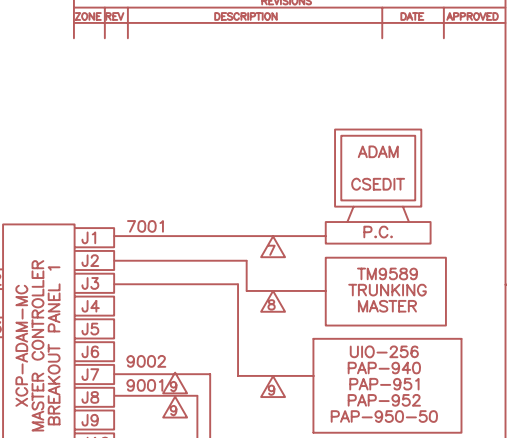 REVISIONS
ZONE REV DESCRIPTION DATE APPROVED
ADAM
CSEDIT
P.C.
7001
7
TM9589
TRUNKING
MASTER
8
UIO-256
PAP-940
PAP-951
PAP-952
PAP-950-50
9
XCP-ADAM-MC
MASTER CONTROLLER
BREAKOUT PANEL 1
J1
J2
J3
J4
J5
J6
J7
J8
J9
9002
9001
9
9